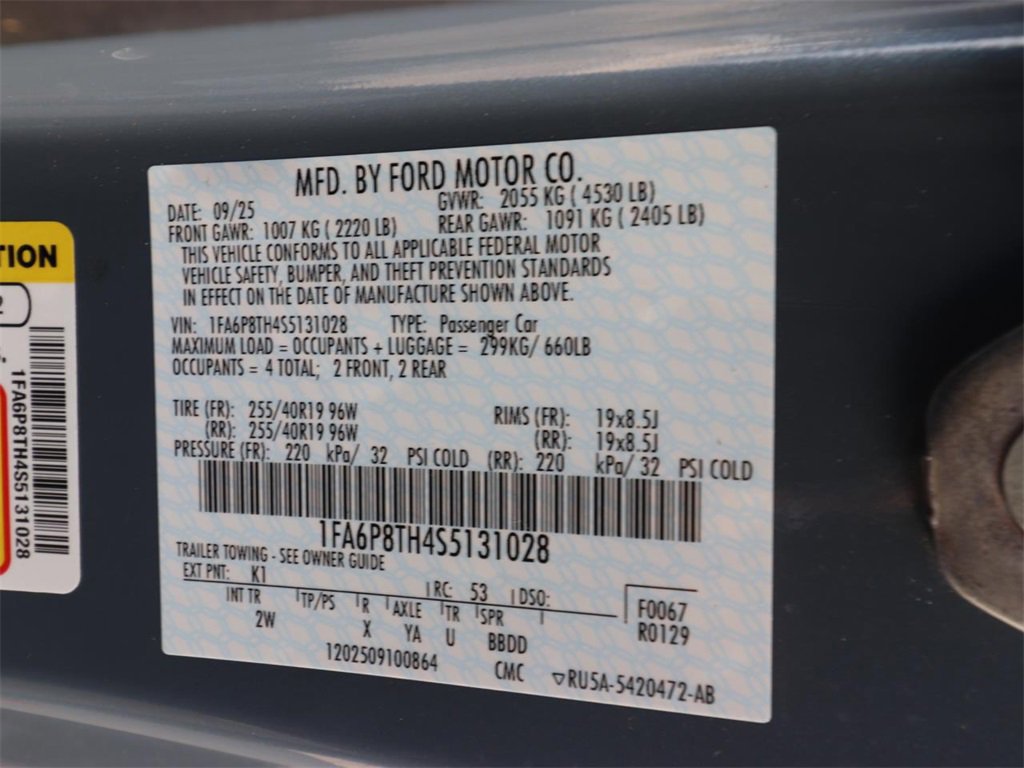 TION
2
1FA6P8TH4S5131028
MFD. BY FORD MOTOR CO.
DATE: 09/25 GVWR: 2055 KG ( 4530 LB)
FRONT GAWR: 1007 KG ( 2220 LB) REAR GAWR: 1091 KG ( 2405 LB)
THIS VEHICLE CONFORMS TO ALL APPLICABLE FEDERAL MOTOR
VEHICLE SAFETY, BUMPER, AND THEFT PREVENTION STANDARDS
IN EFFECT ON THE DATE OF MANUFACTURE SHOWN ABOVE.
VIN: 1FA6P8TH4S5131028 TYPE: Passenger Car
MAXIMUM LOAD = OCCUPANTS + LUGGAGE = 299KG/ 660LB
OCCUPANTS = 4 TOTAL; 2 FRONT, 2 REAR
TIRE (FR): 255/40R19 96W RIMS (FR): 19x8.5J
(RR): 255/40R19 96W (RR): 19x8.5J
PRESSURE (FR): 220 kPa/ 32 PSI COLD (RR): 220 kPa/ 32 PSI COLD
1FA6P8TH4S5131028
TRAILER TOWING - SEE OWNER GUIDE
EXT PNT: K1 RC: 53 DSO:
INT TR TP/PS R AXLE TR SPR F0067
2W X YA U BBDD R0129
1202509100864 CMC ▽RU5A-5420472-AB